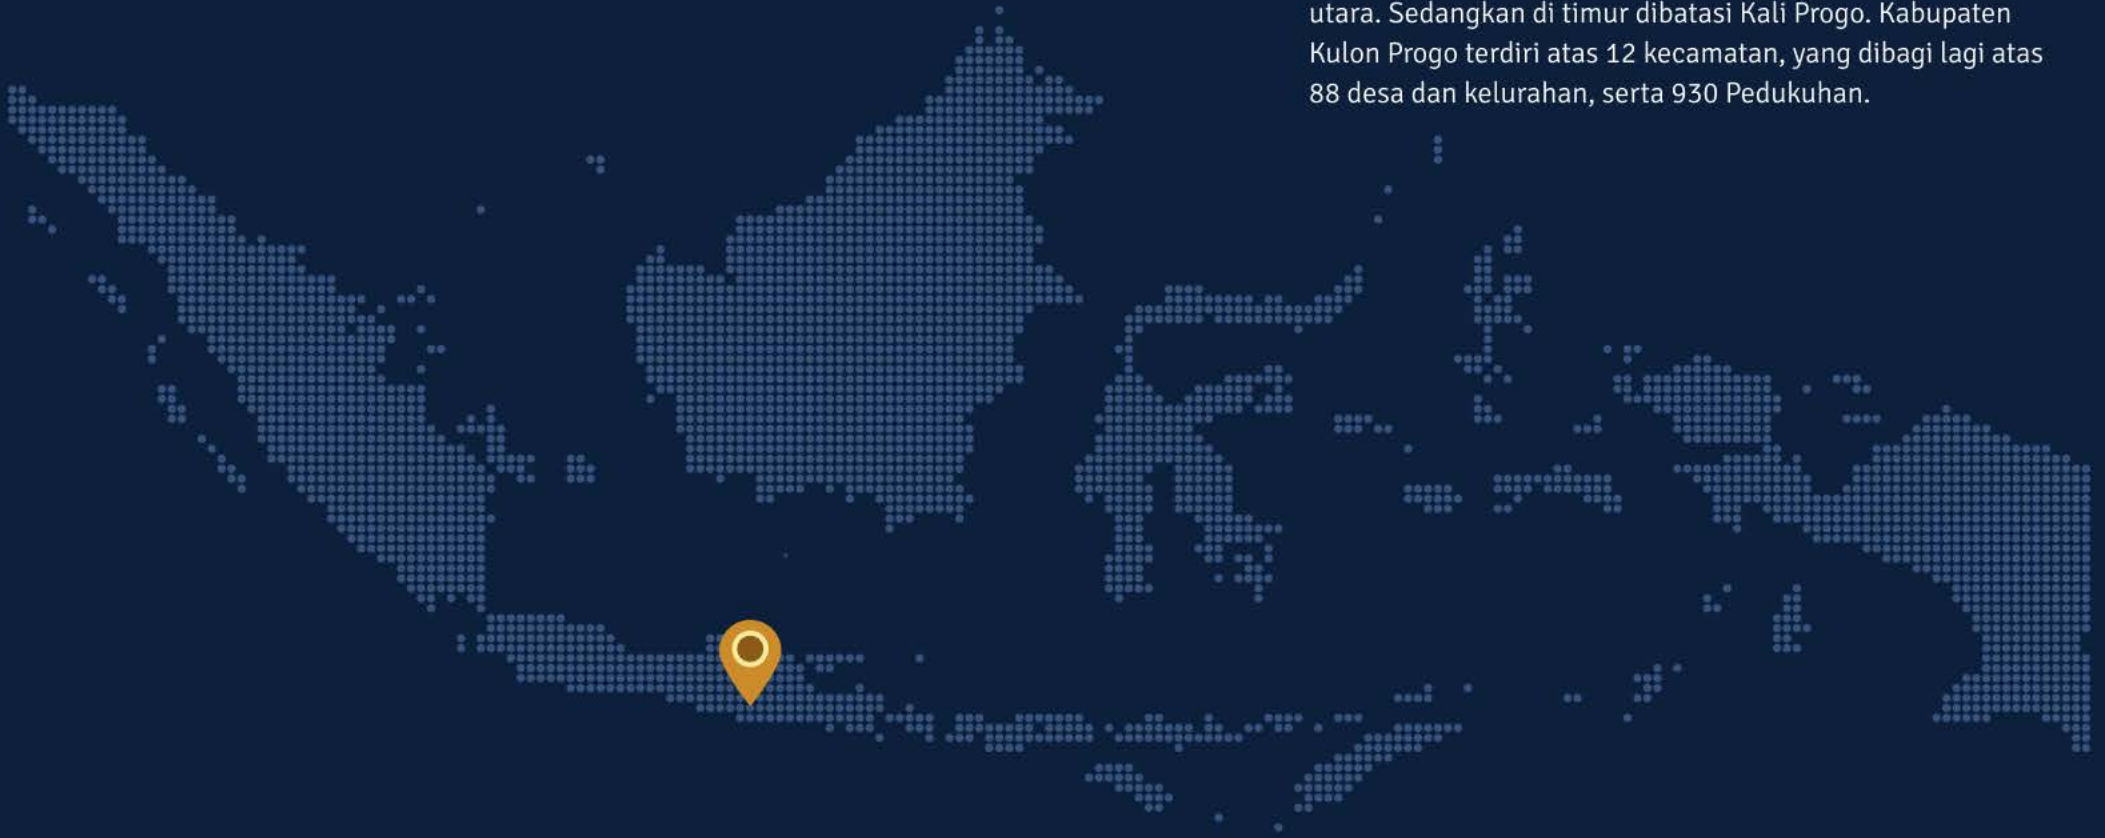 utara. Sedangkan di timur dibatasi Kali Progo. Kabupaten
Kulon Progo terdiri atas 12 kecamatan, yang dibagi lagi atas
88 desa dan kelurahan, serta 930 Pedukuhan.